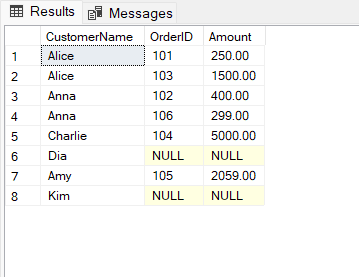 Results Messages
CustomerName OrderID Amount
1 Alice 101 250.00
2 Alice 103 1500.00
3 Anna 102 400.00
4 Anna 106 299.00
5 Charlie 104 5000.00
6 Dia NULL NULL
7 Amy 105 2059.00
8 Kim NULL NULL